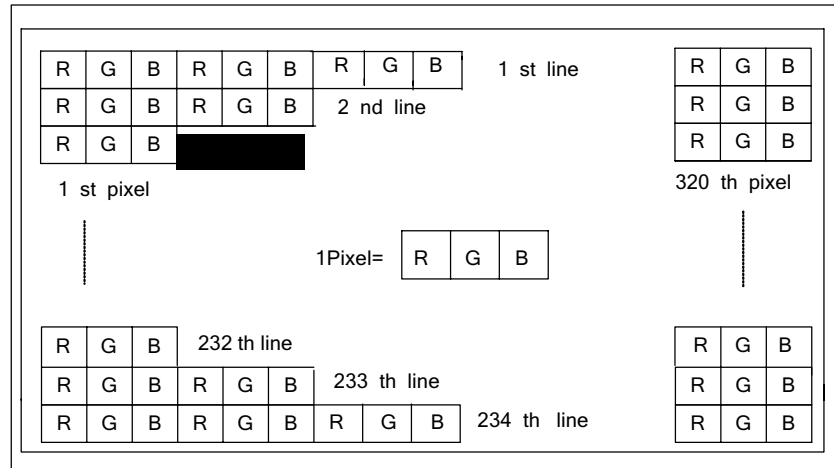 R G B R G B R G B 1 st line R G B
R G B R G B 2 nd line R G B
R G B R G B
1 st pixel 320 th pixel
1Pixel= R G B
R G B 232 th line R G B
R G B R G B 233 th line R G B
R G B R G B R G B 234 th line R G B